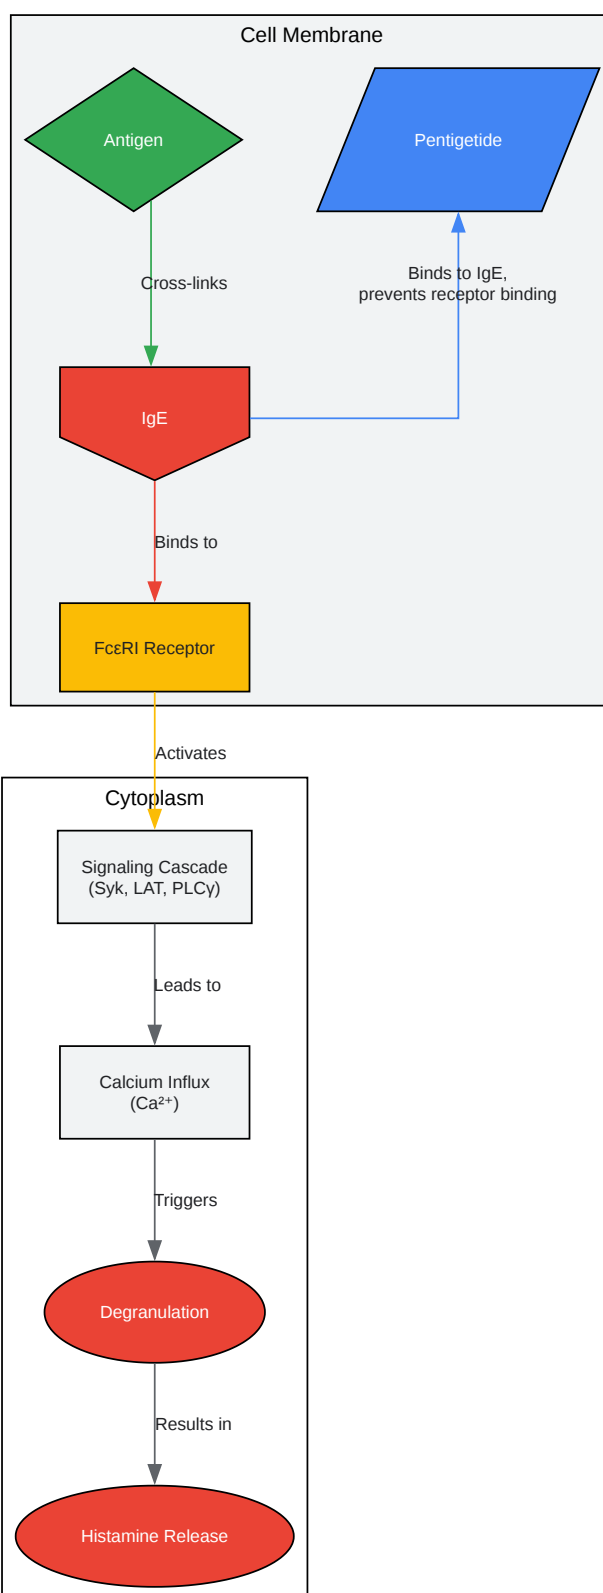 Cell Membrane
Antigen
Pentigetide
Cross-links
Binds to IgE,
prevents receptor binding
IgE
Binds to
FcεRI Receptor
Activates
Cytoplasm
Signaling Cascade
(Syk, LAT, PLCγ)
Leads to
Calcium Influx
(Ca²⁺)
Triggers
Degranulation
Results in
Histamine Release